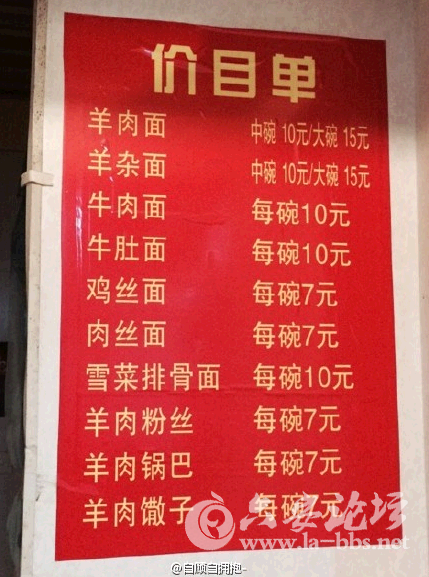 价目单
羊肉面 中碗 10元/大碗 15元
羊杂面 中碗 10元/大碗 15元
牛肉面 每碗10元
牛肚面 每碗10元
鸡丝面 每碗7元
肉丝面 每碗7元
雪菜排骨面 每碗10元
羊肉粉丝 每碗7元
羊肉锅巴 每碗7元
羊肉馓子 每碗7元
六安论坛
www.la-bbs.net
@自顾自拥抱-